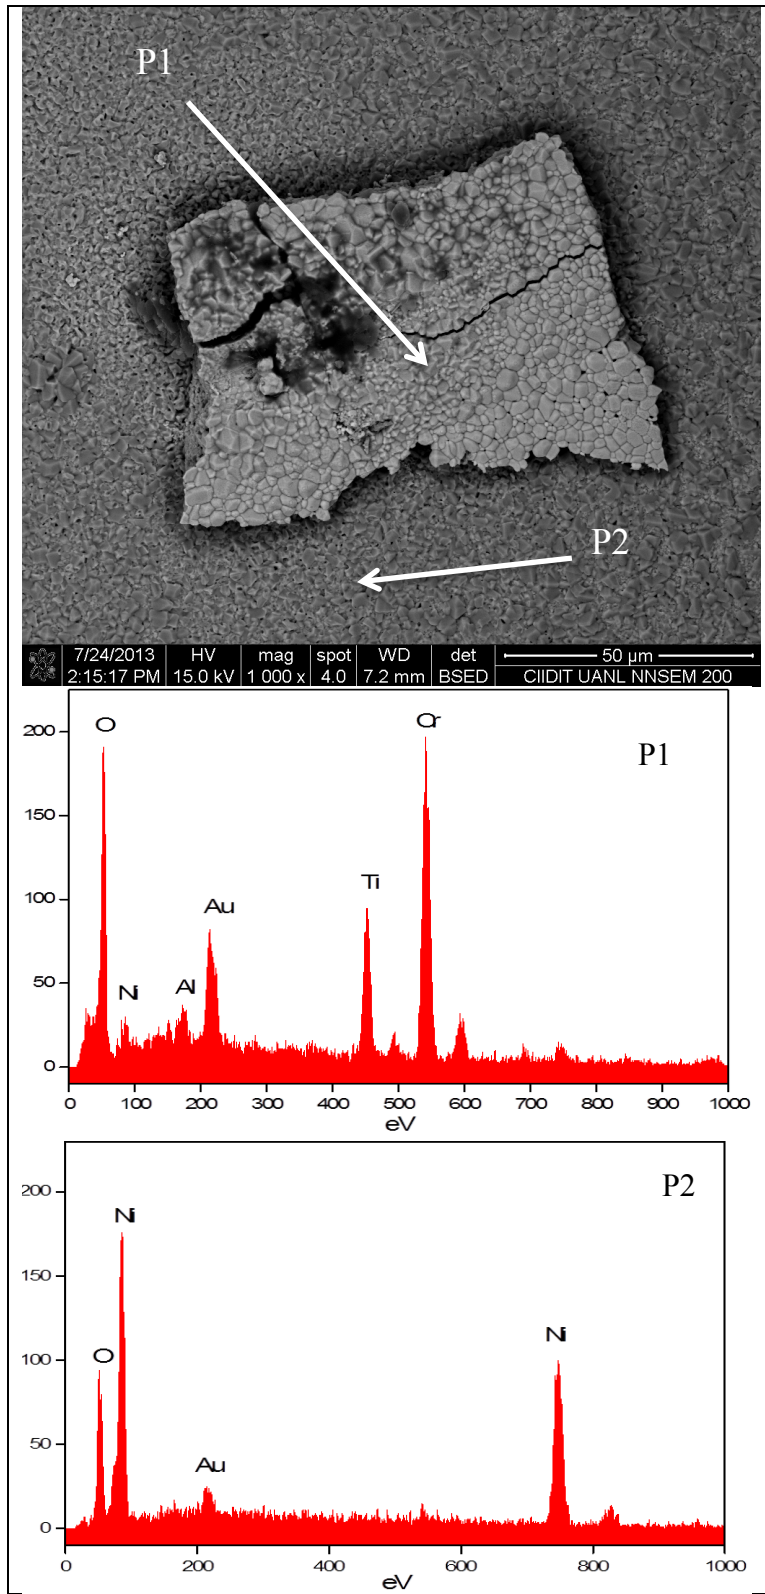 P1
P2
7/24/2013 HV mag spot WD det 50 µm
2:15:17 PM 15.0 kV 1 000 x 4.0 7.2 mm BSED CIIDIT UANL NNSEM 200
P1
200
150
100
50
0
O
Ni
Al
Au
Ti
Cr
0 100 200 300 400 500 600 700 800 900 1000
eV
P2
200
150
100
50
0
O
Ni
Au
Ni
0 200 400 600 800 1000
eV